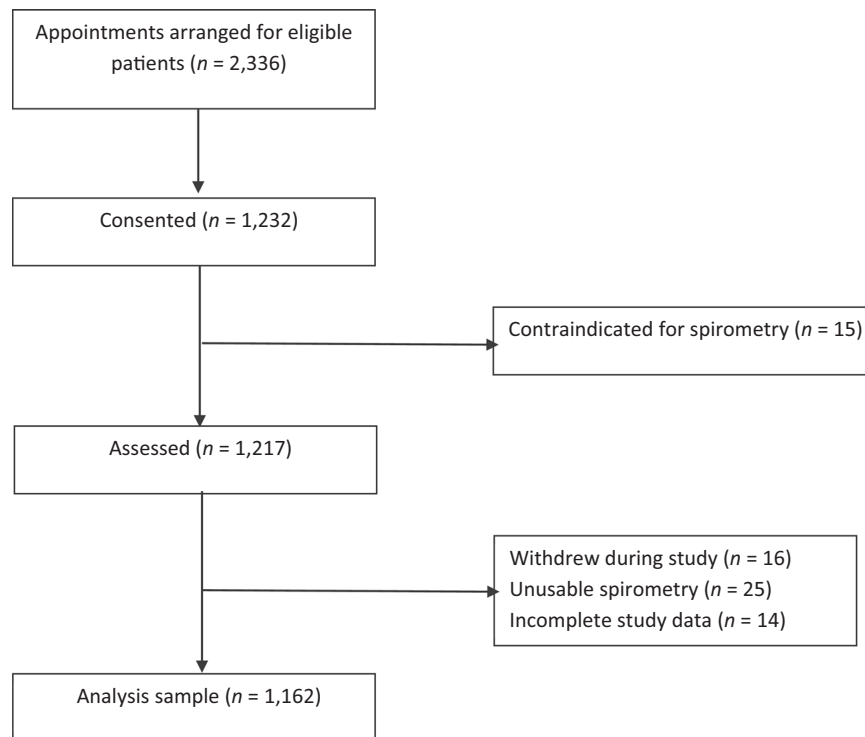 Appointments arranged for eligible
patients (n = 2,336)
Consented (n = 1,232)
Contraindicated for spirometry (n = 15)
Assessed (n = 1,217)
Withdrew during study (n = 16)
Unusable spirometry (n = 25)
Incomplete study data (n = 14)
Analysis sample (n = 1,162)